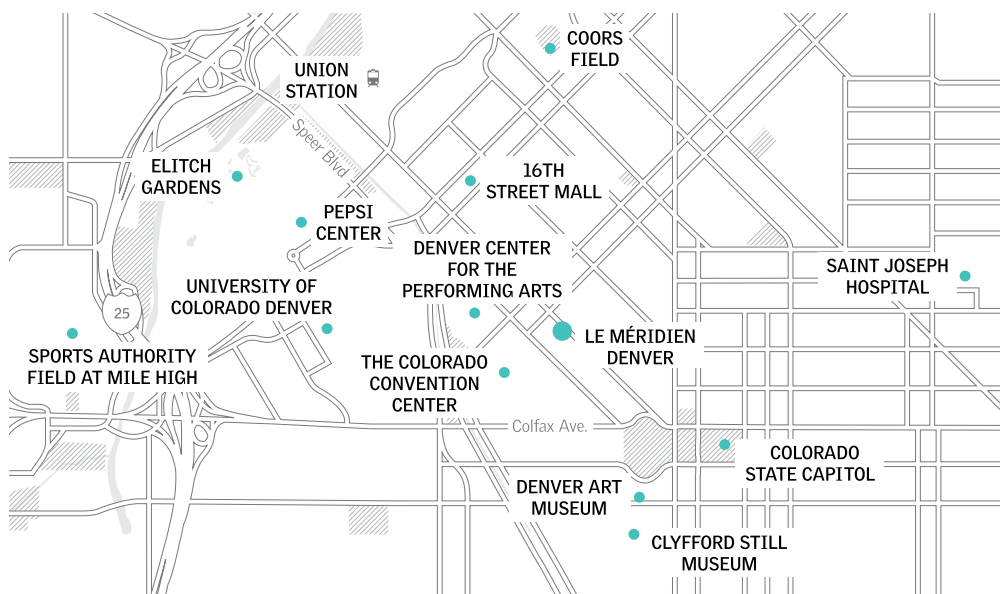 COORS
FIELD
UNION
STATION
Speer Blvd
ELITCH
GARDENS
16TH
STREET MALL
PEPSI
CENTER
DENVER CENTER
FOR THE
PERFORMING ARTS
SAINT JOSEPH
HOSPITAL
UNIVERSITY OF
COLORADO DENVER
25
LE MÉRIDIEN
DENVER
SPORTS AUTHORITY
FIELD AT MILE HIGH
THE COLORADO
CONVENTION
CENTER
Colfax Ave.
COLORADO
STATE CAPITOL
DENVER ART
MUSEUM
CLYFFORD STILL
MUSEUM